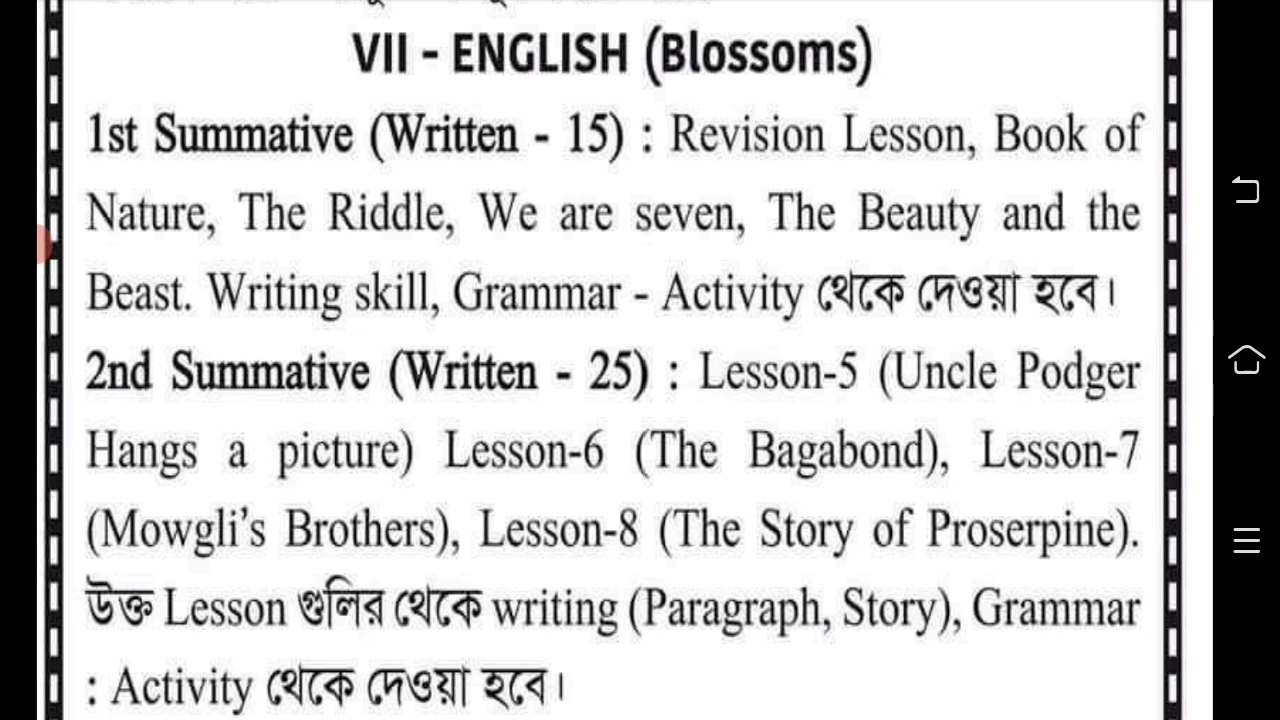 VII - ENGLISH (Blossoms)
1st Summative (Written - 15) : Revision Lesson, Book of
Nature, The Riddle, We are seven, The Beauty and the
Beast. Writing skill, Grammar - Activity থেকে দেওয়া হবে।
2nd Summative (Written - 25) : Lesson-5 (Uncle Podger
Hangs a picture) Lesson-6 (The Bagabond), Lesson-7
(Mowgli's Brothers), Lesson-8 (The Story of Proserpine).
উক্ত Lesson গুলির থেকে writing (Paragraph, Story), Grammar
: Activity থেকে দেওয়া হবে।